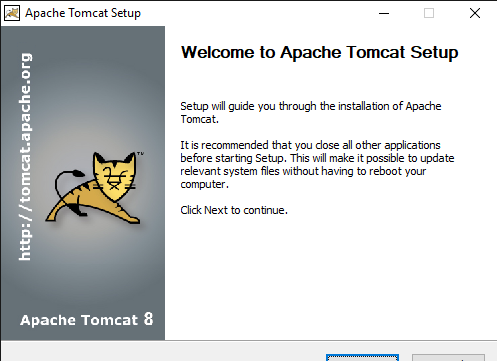 Apache Tomcat Setup
Welcome to Apache Tomcat Setup
Setup will guide you through the installation of Apache
Tomcat.
It is recommended that you close all other applications
before starting Setup. This will make it possible to update
relevant system files without having to reboot your
computer.
Click Next to continue.
http://tomcat.apache.org
TM
Apache Tomcat 8